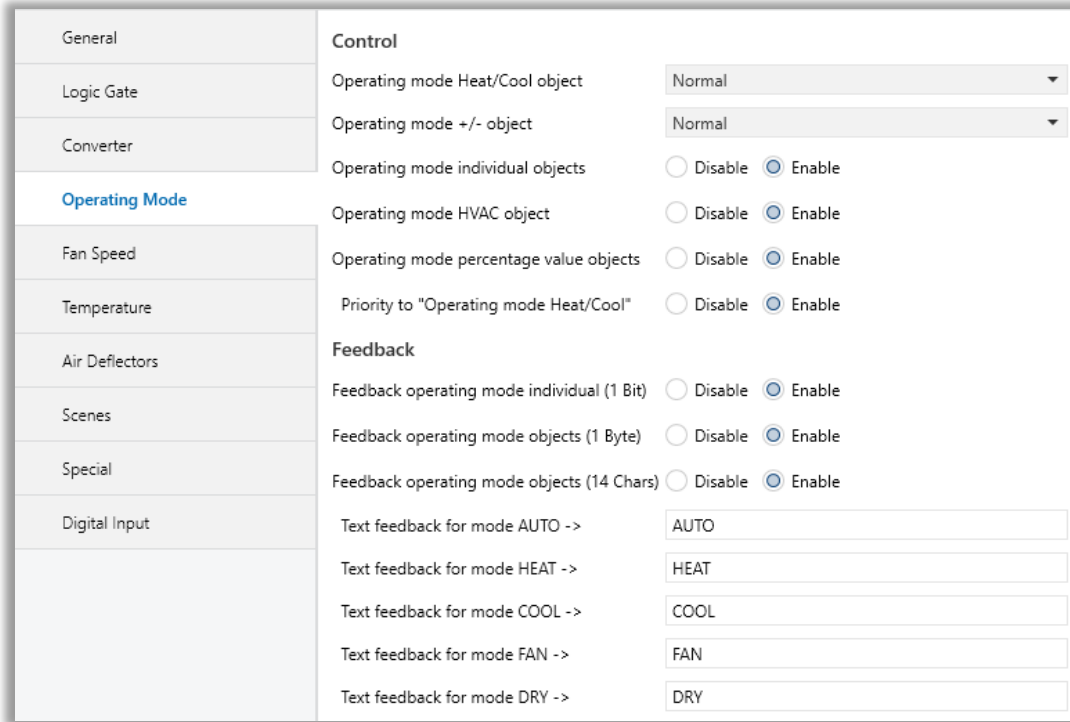 General
Logic Gate
Converter
Operating Mode
Fan Speed
Temperature
Air Deflectors
Scenes
Special
Digital Input
Control
Operating mode Heat/Cool object Normal
Operating mode +/- object Normal
Operating mode individual objects Disable Enable
Operating mode HVAC object Disable Enable
Operating mode percentage value objects Disable Enable
Priority to "Operating mode Heat/Cool" Disable Enable
Feedback
Feedback operating mode individual (1 Bit) Disable Enable
Feedback operating mode objects (1 Byte) Disable Enable
Feedback operating mode objects (14 Chars) Disable Enable
Text feedback for mode AUTO -> AUTO
Text feedback for mode HEAT -> HEAT
Text feedback for mode COOL -> COOL
Text feedback for mode FAN -> FAN
Text feedback for mode DRY -> DRY